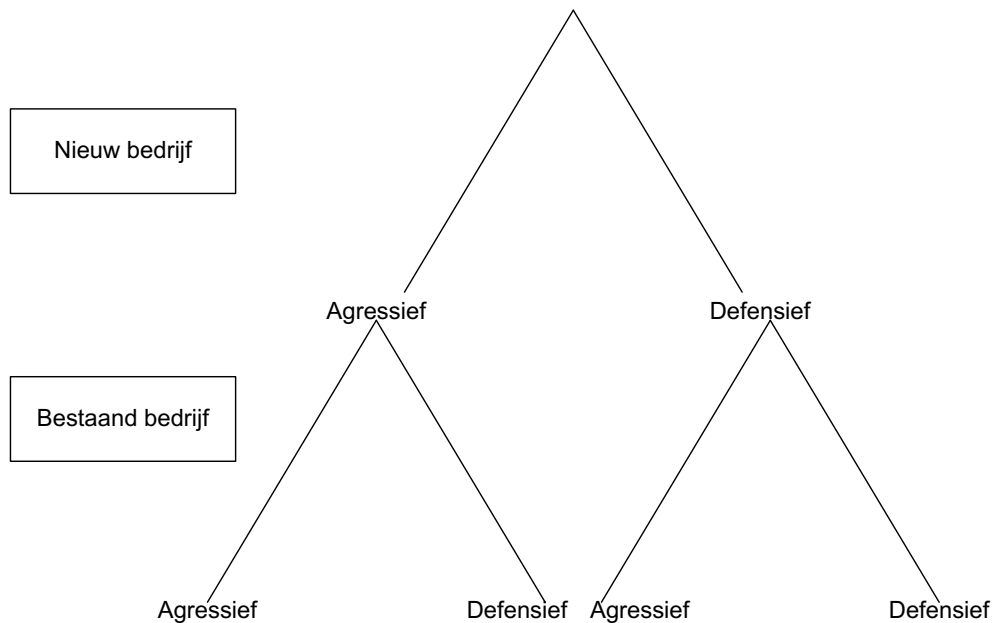 Nieuw bedrijf
Agressief
Defensief
Bestaand bedrijf
Agressief
Defensief
Agressief
Defensief